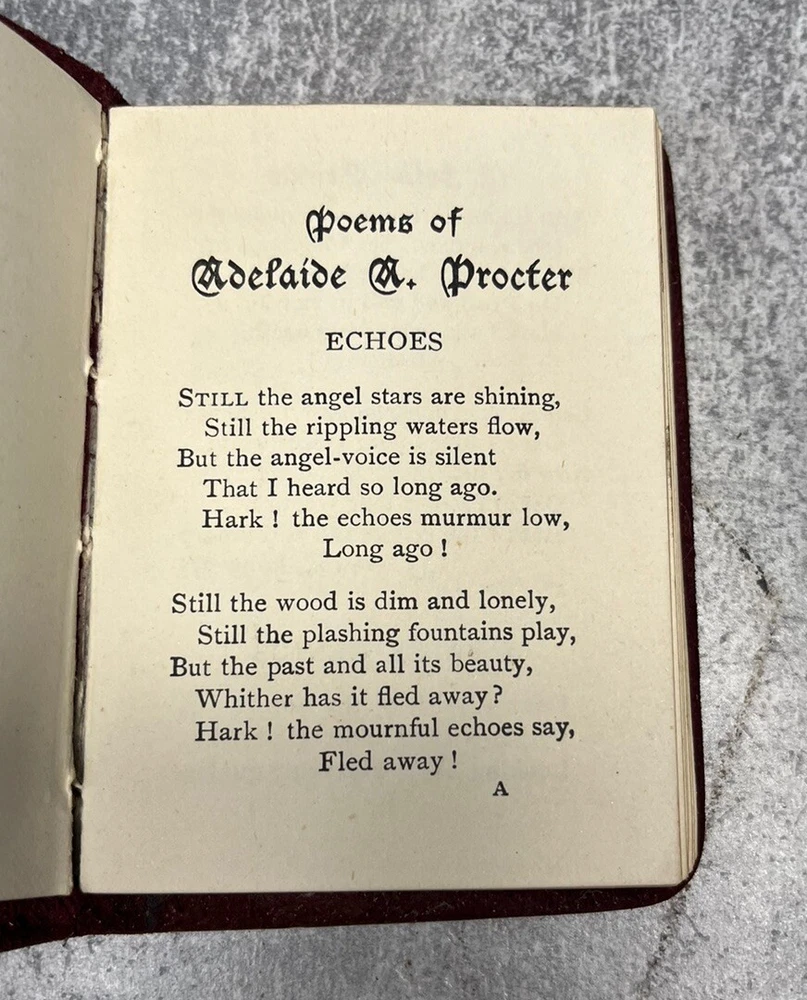 Poems of
Adelaide A. Procter
ECHOES
STILL the angel stars are shining,
Still the rippling waters flow,
But the angel-voice is silent
That I heard so long ago.
Hark ! the echoes murmur low,
Long ago !
Still the wood is dim and lonely,
Still the plashing fountains play,
But the past and all its beauty,
Whither has it fled away?
Hark ! the mournful echoes say,
Fled away !
A